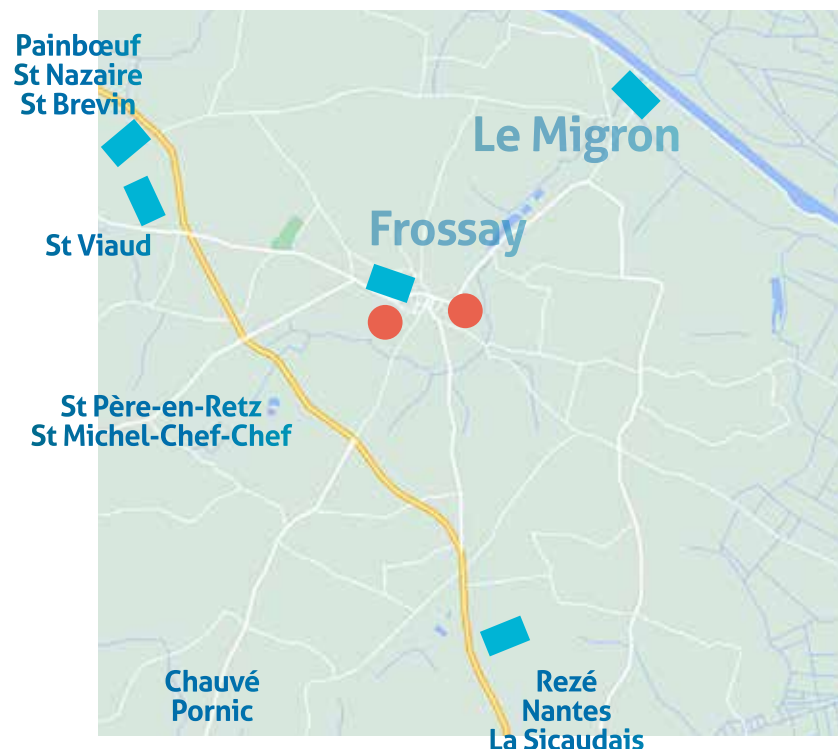 Painbœuf
St Nazaire
St Brevin
Le Migron
Frossay
St Viaud
St Père-en-Retz
St Michel-Chef-Chef
Chauvé
Pornic
Rezé
Nantes
La Sicaudais